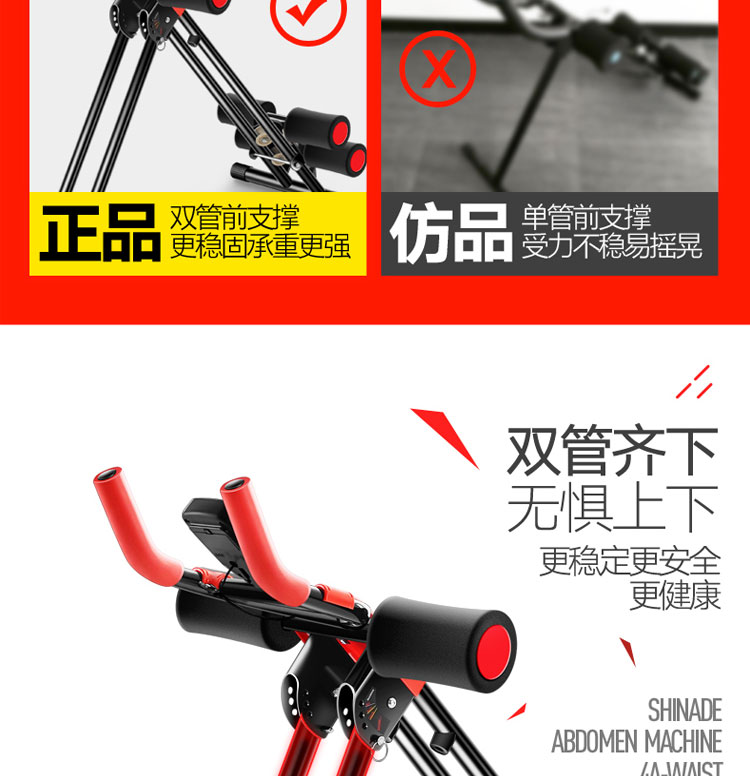 正品
双管前支撑
更稳固承重更强
X
仿品
单管前支撑
受力不稳易摇晃
双管齐下
无惧上下
更稳定更安全
更健康
SHINADE
ABDOMEN MACHINE
4A-WAIST